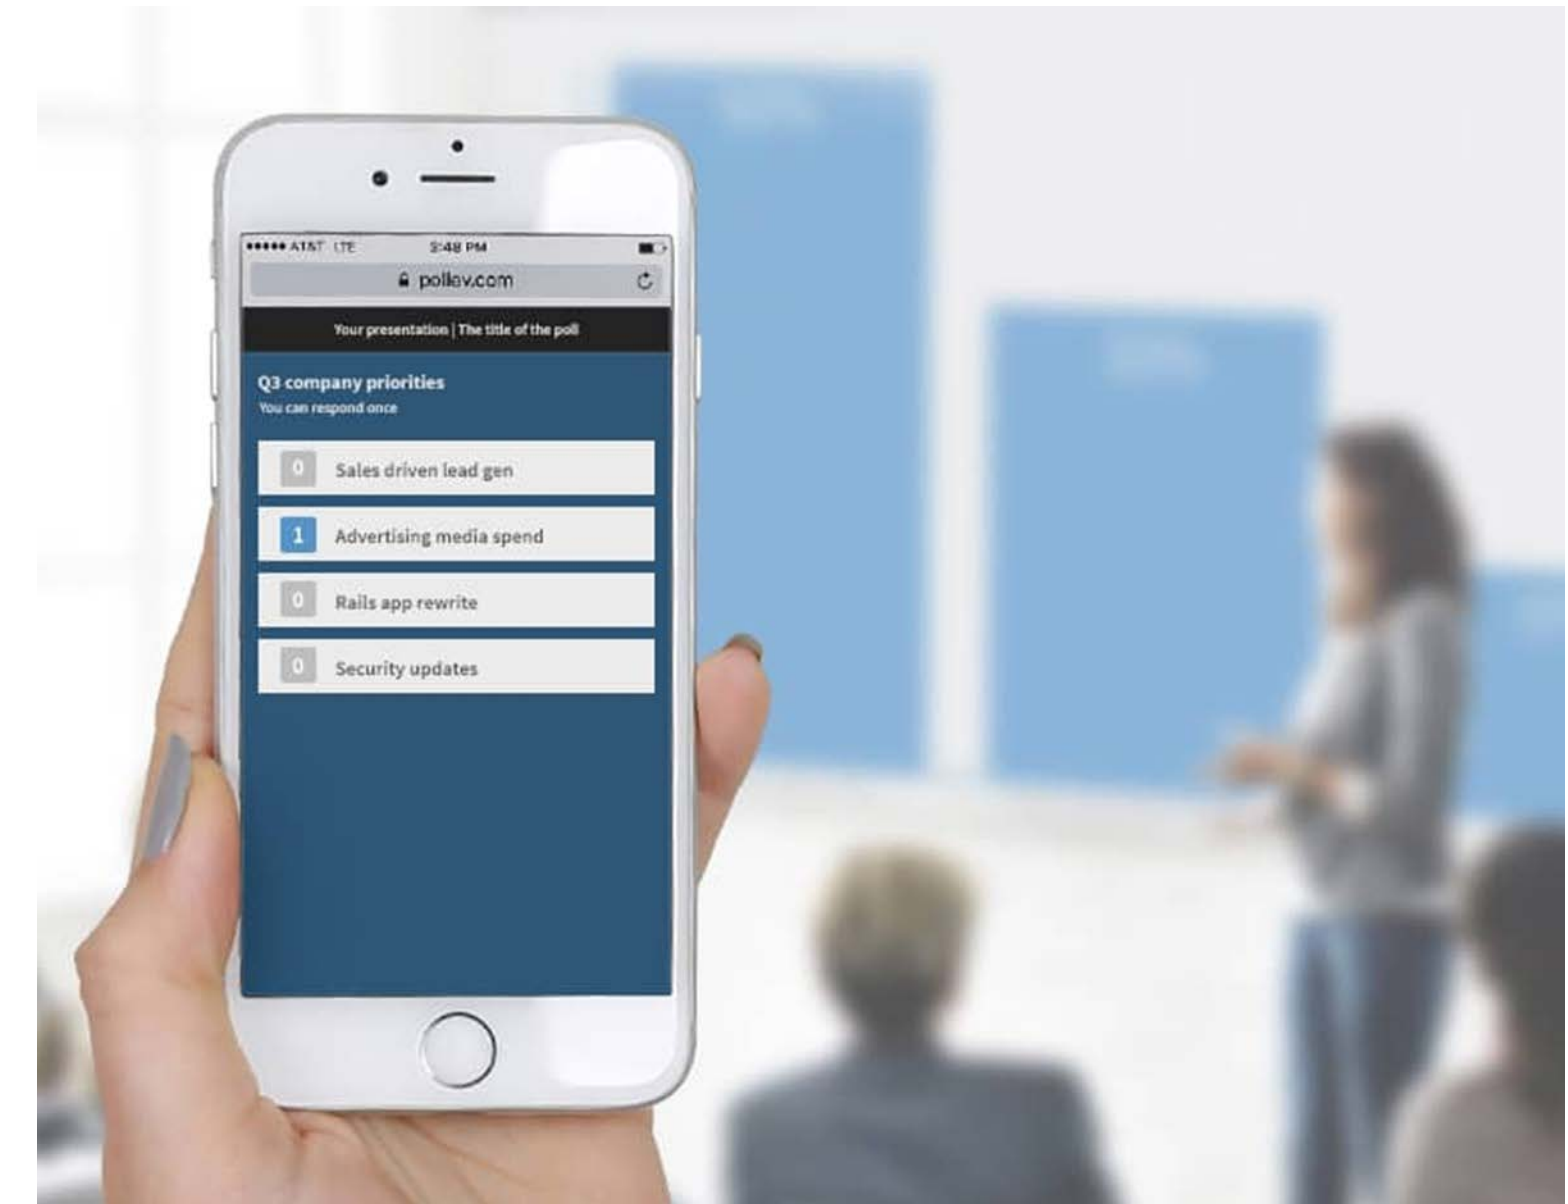 AT&T LTE 3:48 PM
pollev.com
Your presentation | The title of the poll
Q3 company priorities
You can respond once
0 Sales driven lead gen
1 Advertising media spend
0 Rails app rewrite
0 Security updates